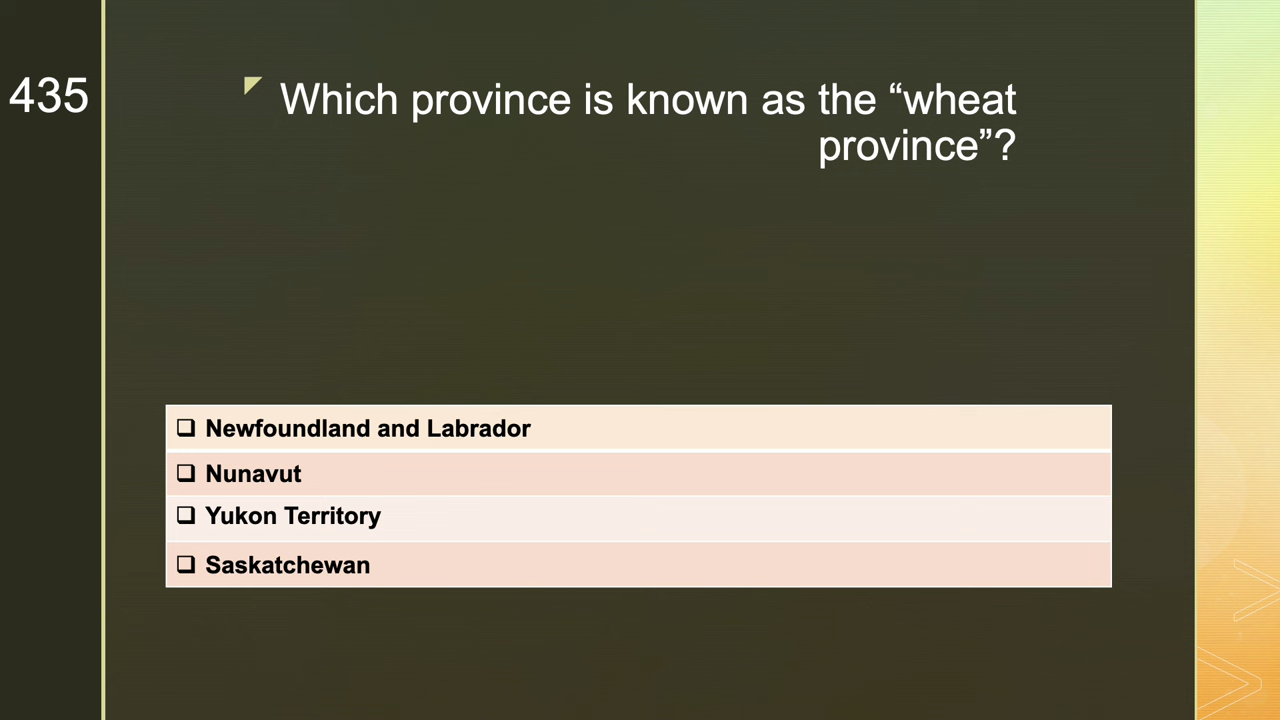 435
Which province is known as the “wheat
province”?
❑ Newfoundland and Labrador
❑ Nunavut
❑ Yukon Territory
❑ Saskatchewan